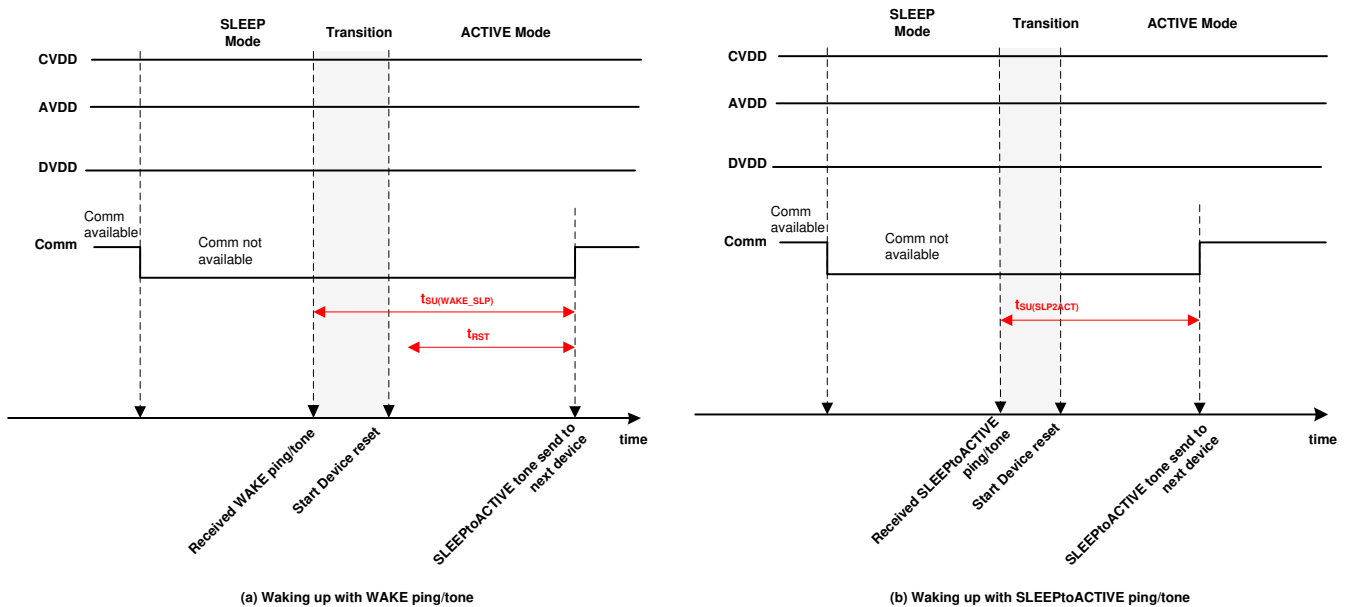 SLEEP
Mode
Transition
ACTIVE Mode
CVDD
AVDD
DVDD
Comm
available
Comm
Comm not
available
tSU(WAKE_SLP)
tRST
time
Received WAKE ping/tone
Start Device reset
SLEEPtoACTIVE tone send to
next device
(a) Waking up with WAKE ping/tone
SLEEP
Mode
Transition
ACTIVE Mode
CVDD
AVDD
DVDD
Comm
available
Comm
Comm not
available
tSU(SLP2ACT)
time
Received SLEEPtoACTIVE
ping/tone
Start Device reset
SLEEPtoACTIVE tone send to
next device
(b) Waking up with SLEEPtoACTIVE ping/tone